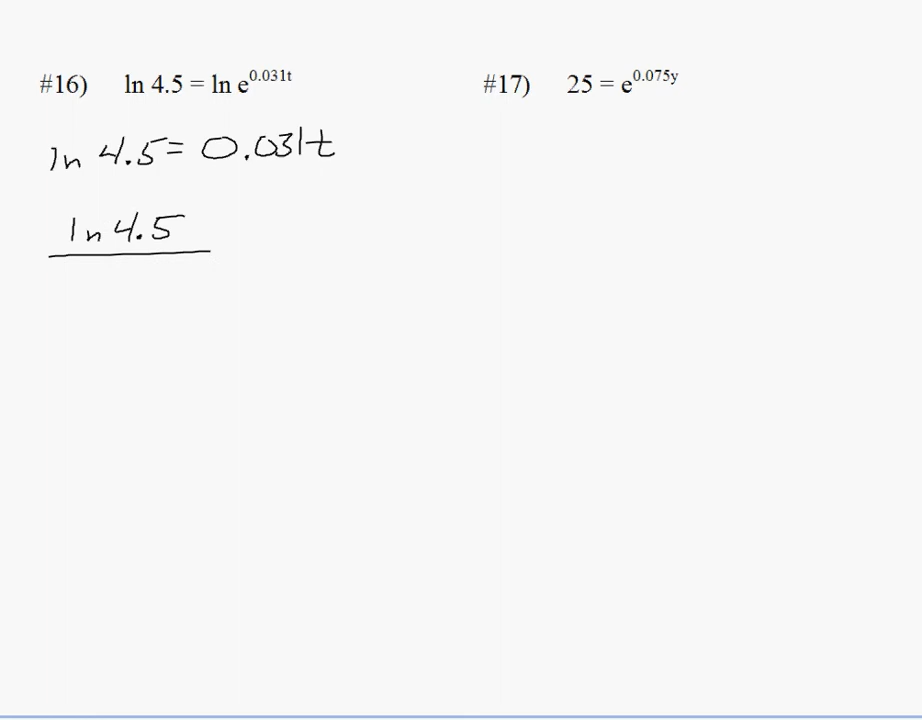 #16) ln 4.5 = ln e^0.031t
ln 4.5 = 0.031t
ln 4.5
#17) 25 = e^0.075y